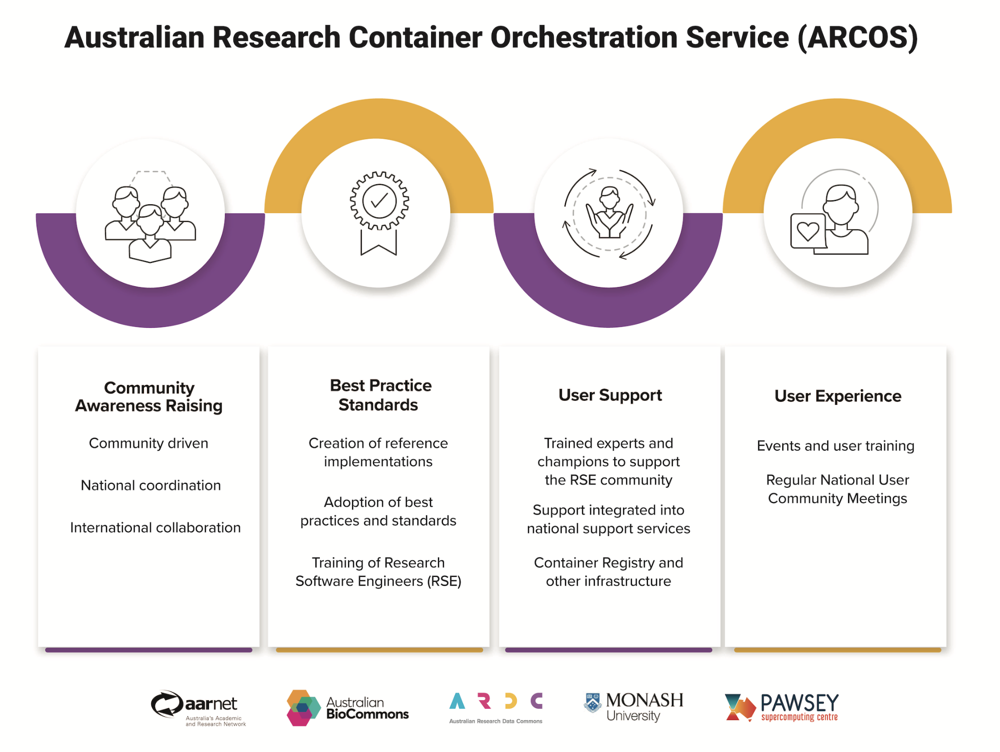 Australian Research Container Orchestration Service (ARCOS)
Community
Awareness Raising
Community driven
National coordination
International collaboration
Best Practice
Standards
Creation of reference
implementations
Adoption of best
practices and standards
Training of Research
Software Engineers (RSE)
User Support
Trained experts and
champions to support
the RSE community
Support integrated into
national support services
Container Registry and
other infrastructure
User Experience
Events and user training
Regular National User
Community Meetings
aarnet
Australia's Academic
and Research Network
Australian
BioCommons
ARDC
Australian Research Data Commons
MONASH
University
PAWSEY
supercomputing centre